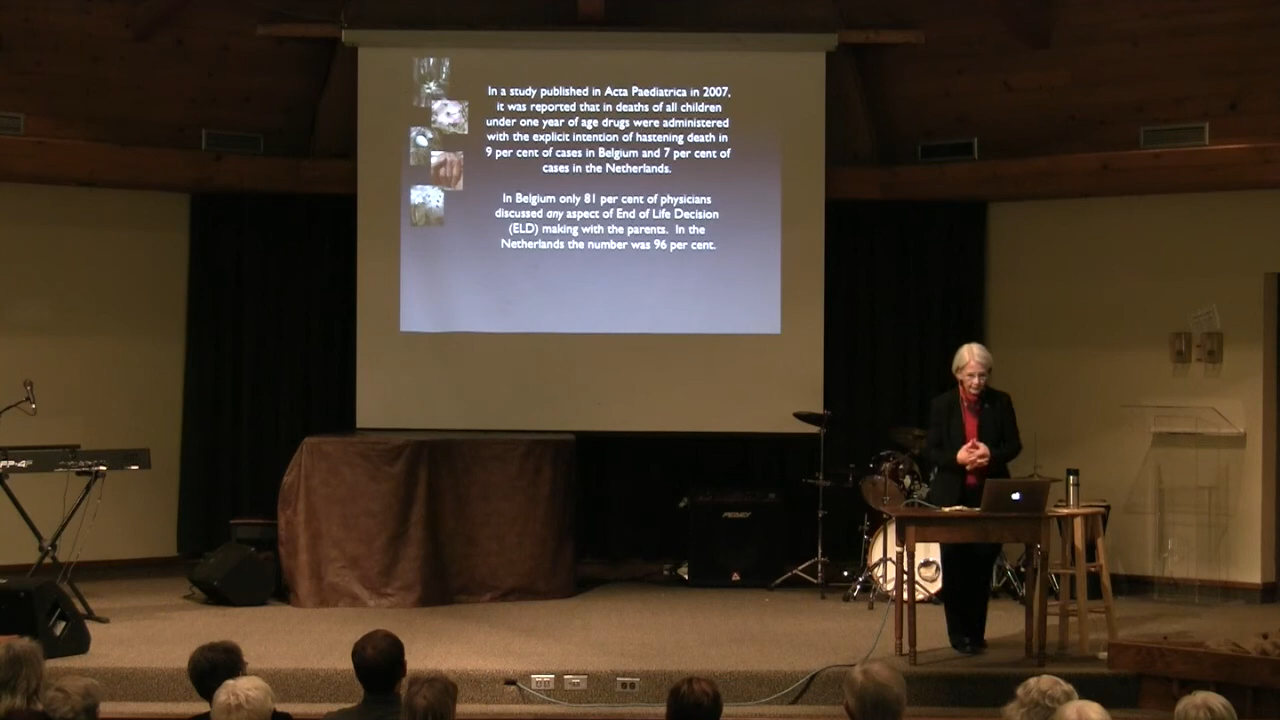 In a study published in Acta Paediatrica in 2007,
it was reported that in deaths of all children
under one year of age drugs were administered
with the explicit intention of hastening death in
9 per cent of cases in Belgium and 7 per cent of
cases in the Netherlands.
In Belgium only 81 per cent of physicians
discussed any aspect of End of Life Decision
(ELD) making with the parents. In the
Netherlands the number was 96 per cent.
PEAVEY